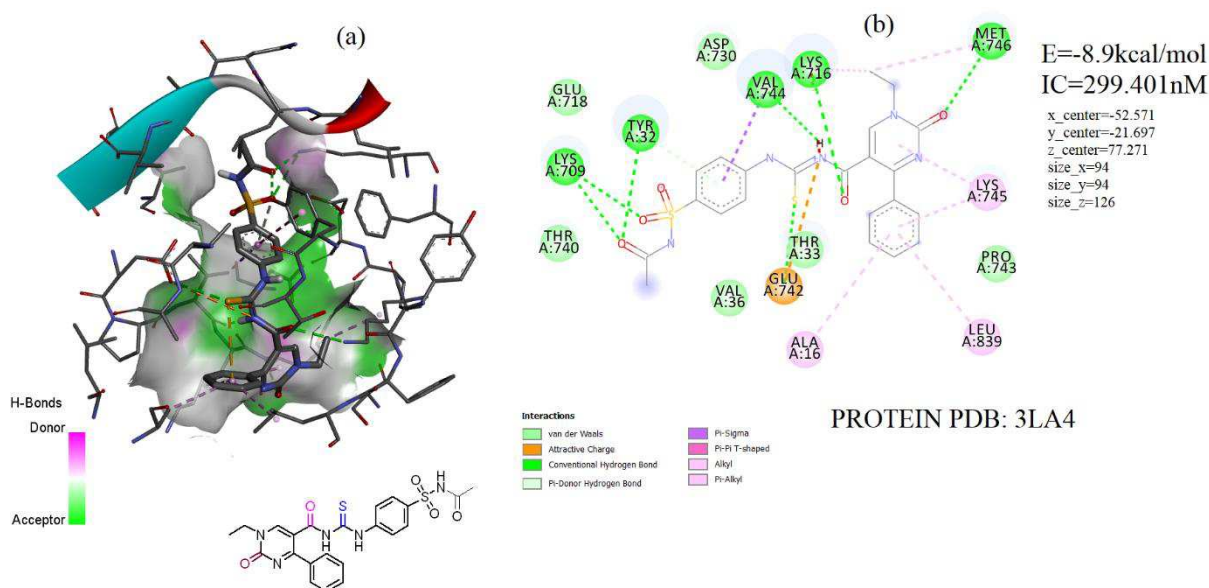 (a)
(b)
ASP
A:730
GLU
A:718
TYR
A:32
LYS
A:709
THR
A:740
VAL
A:744
LYS
A:716
MET
A:746
LYS
A:745
THR
A:33
GLU
A:742
VAL
A:36
PRO
A:743
ALA
A:16
LEU
A:839
H
N
O
N
N
N
S
O
O
S
O
N
O
E=-8.9kcal/mol
IC=299.401nM
x_center=-52.571
y_center=-21.697
z_center=77.271
size_x=94
size_y=94
size_z=126
H-Bonds
Donor
Acceptor
Interactions
van der Waals
Attractive Charge
Conventional Hydrogen Bond
Pi-Donor Hydrogen Bond
Pi-Sigma
Pi-Pi T-shaped
Alkyl
Pi-Alkyl
PROTEIN PDB: 3LA4
O
S
O
S
O
H
N
O
N
H
N
H
N
O
N